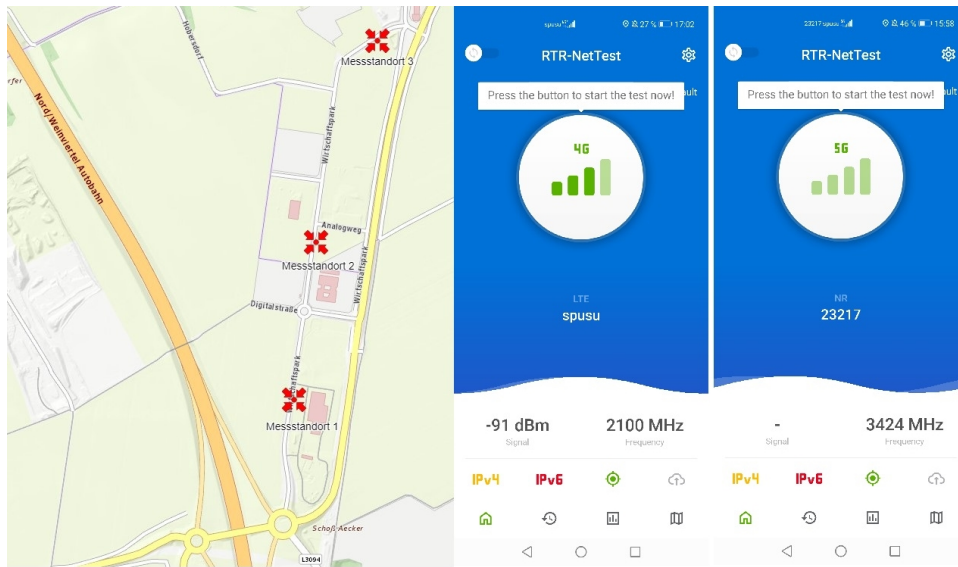 Hobersdorf
Messstandort 3
Nord/Weinviertel Autobahn
Wirtschaftspark
Analogweg
Messstandort 2
Wirtschaftspark
Digitalstraße
Messstandort 1
Schoß Aecker
L3094
spusu
27 %
17:02
RTR-NetTest
Press the button to start the test now!
4G
LTE
spusu
-91 dBm
2100 MHz
Signal
Frequency
IPv4
IPv6
23217 spusu
46 %
15:58
RTR-NetTest
Press the button to start the test now!
5G
NR
23217
-
3424 MHz
Signal
Frequency
IPv4
IPv6